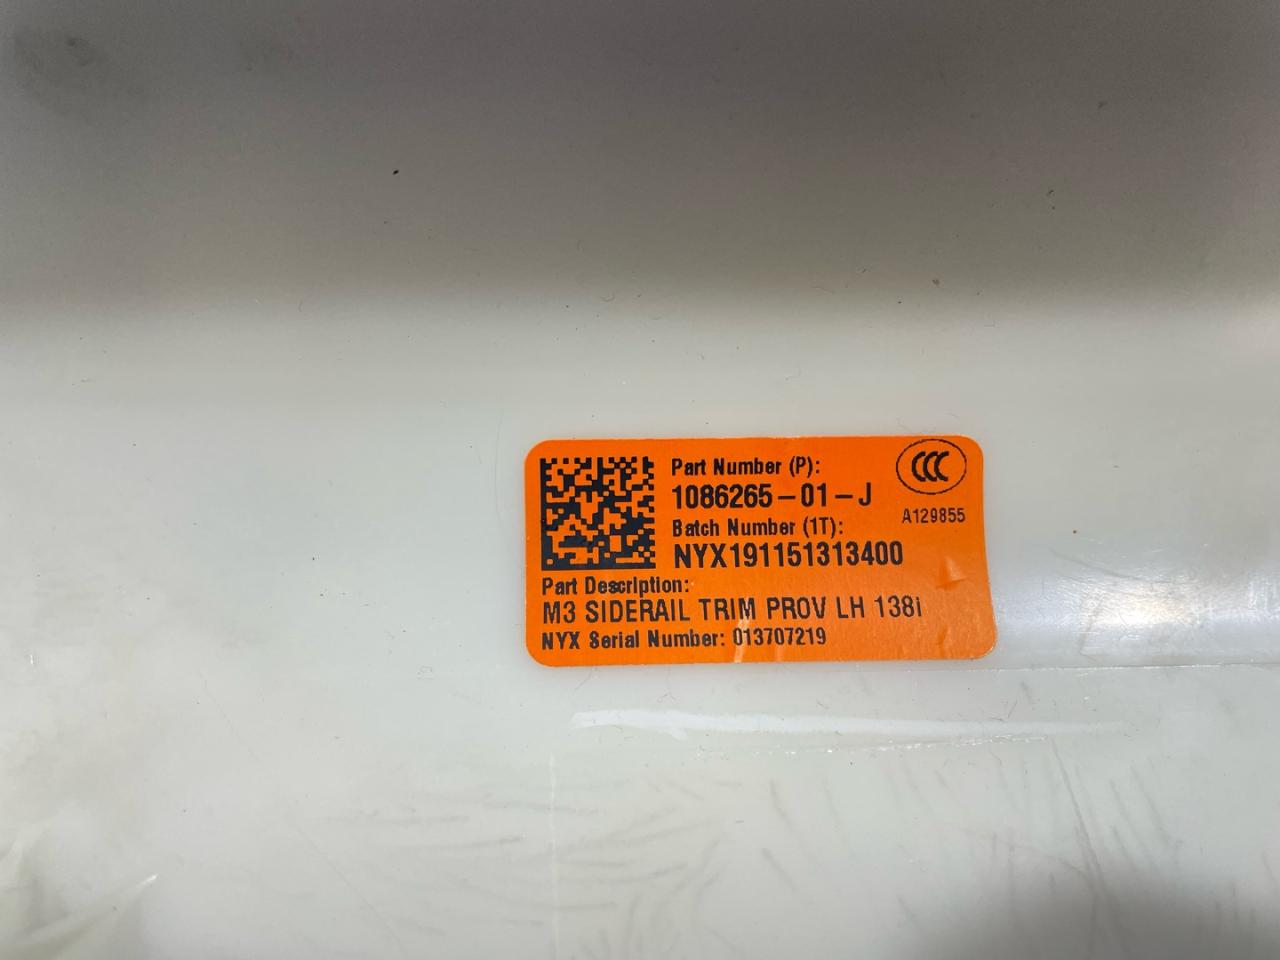 Part Number (P):
1086265-01-J
Batch Number (1T):
NYX191151313400
CCC
A129855
Part Description:
M3 SIDERAIL TRIM PROV LH 138i
NYX Serial Number: 013707219